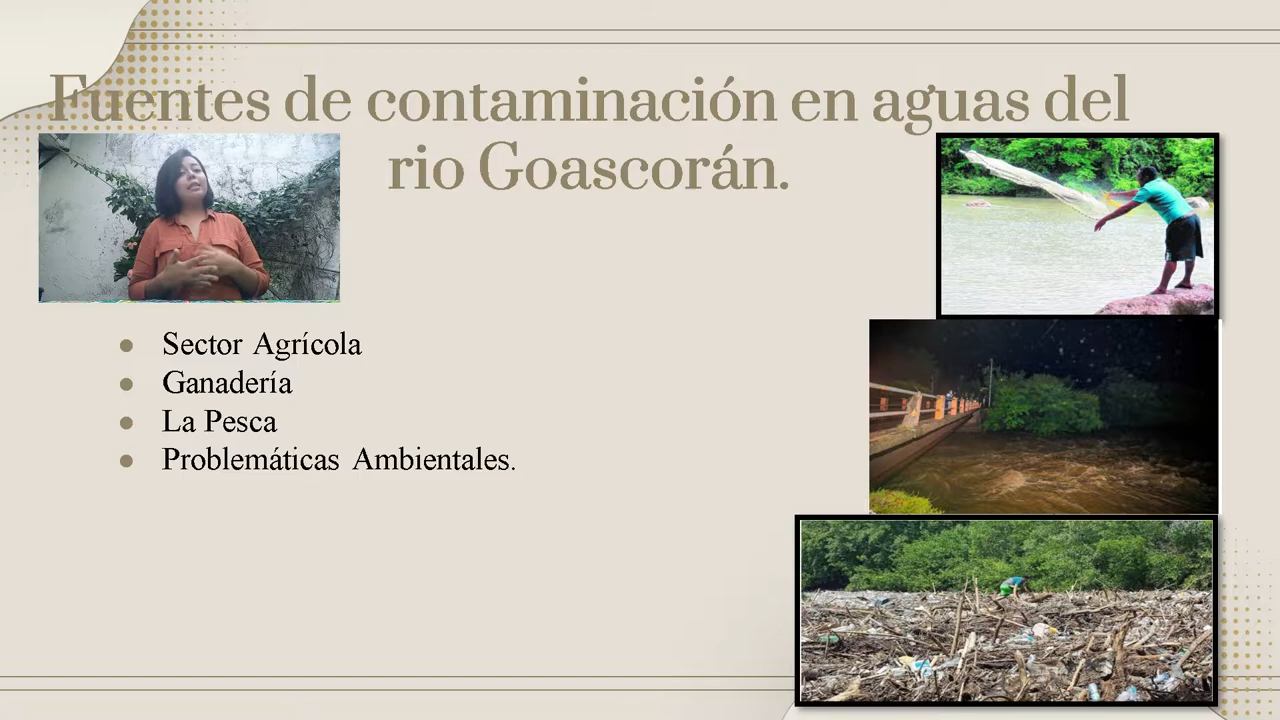 Fuentes de contaminación en aguas del
rio Goascorán.
Sector Agrícola
Ganadería
La Pesca
Problemáticas Ambientales.